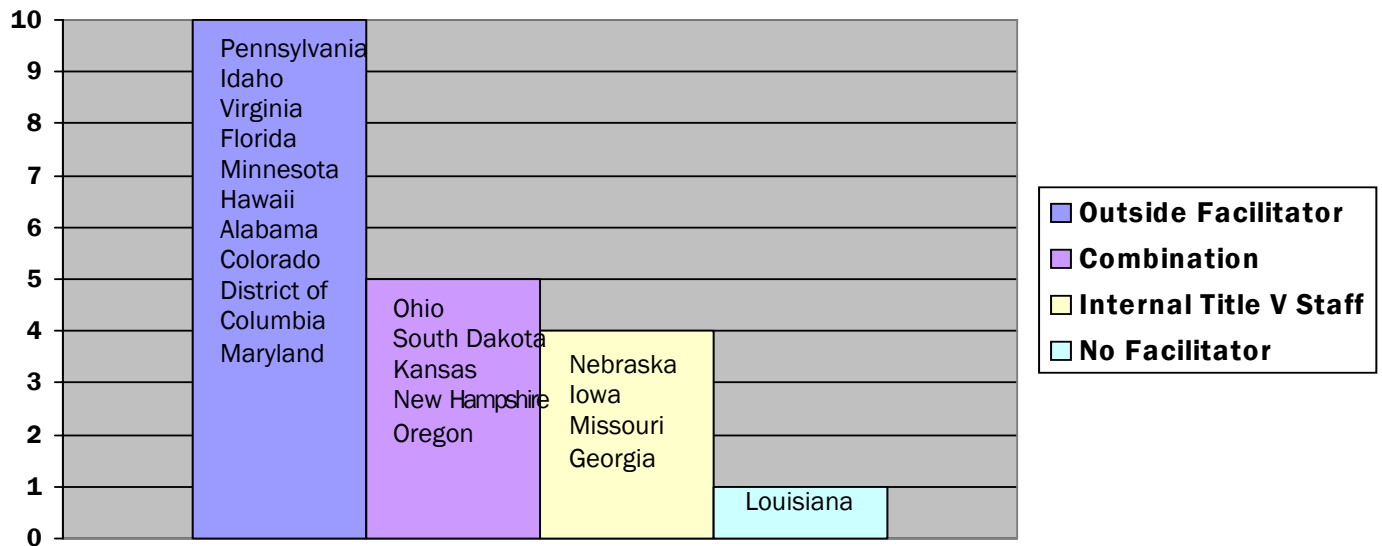 10
9
8
7
6
5
4
3
2
1
0
Pennsylvania
Idaho
Virginia
Florida
Minnesota
Hawaii
Alabama
Colorado
District of
Columbia
Maryland
Ohio
South Dakota
Kansas
New Hampshire
Oregon
Nebraska
Iowa
Missouri
Georgia
Louisiana
Outside Facilitator
Combination
Internal Title V Staff
No Facilitator